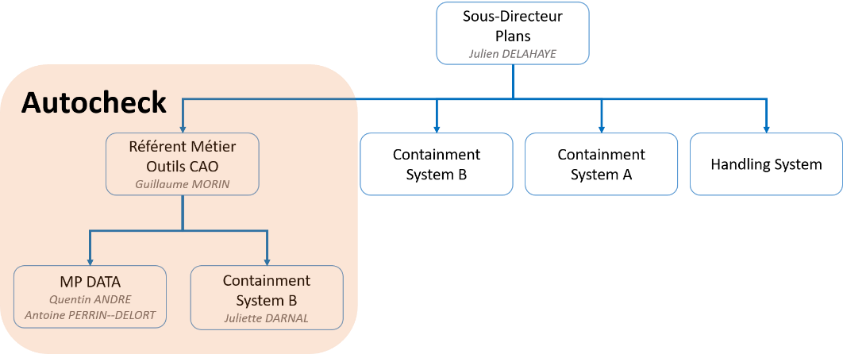 Sous-Directeur
Plans
Julien DELAHAYE
Autocheck
Référent Métier
Outils CAO
Guillaume MORIN
Containment
System B
Containment
System A
Handling System
MP DATA
Quentin ANDRE
Antoine PERRIN--DELORT
Containment
System B
Juliette DARNAL